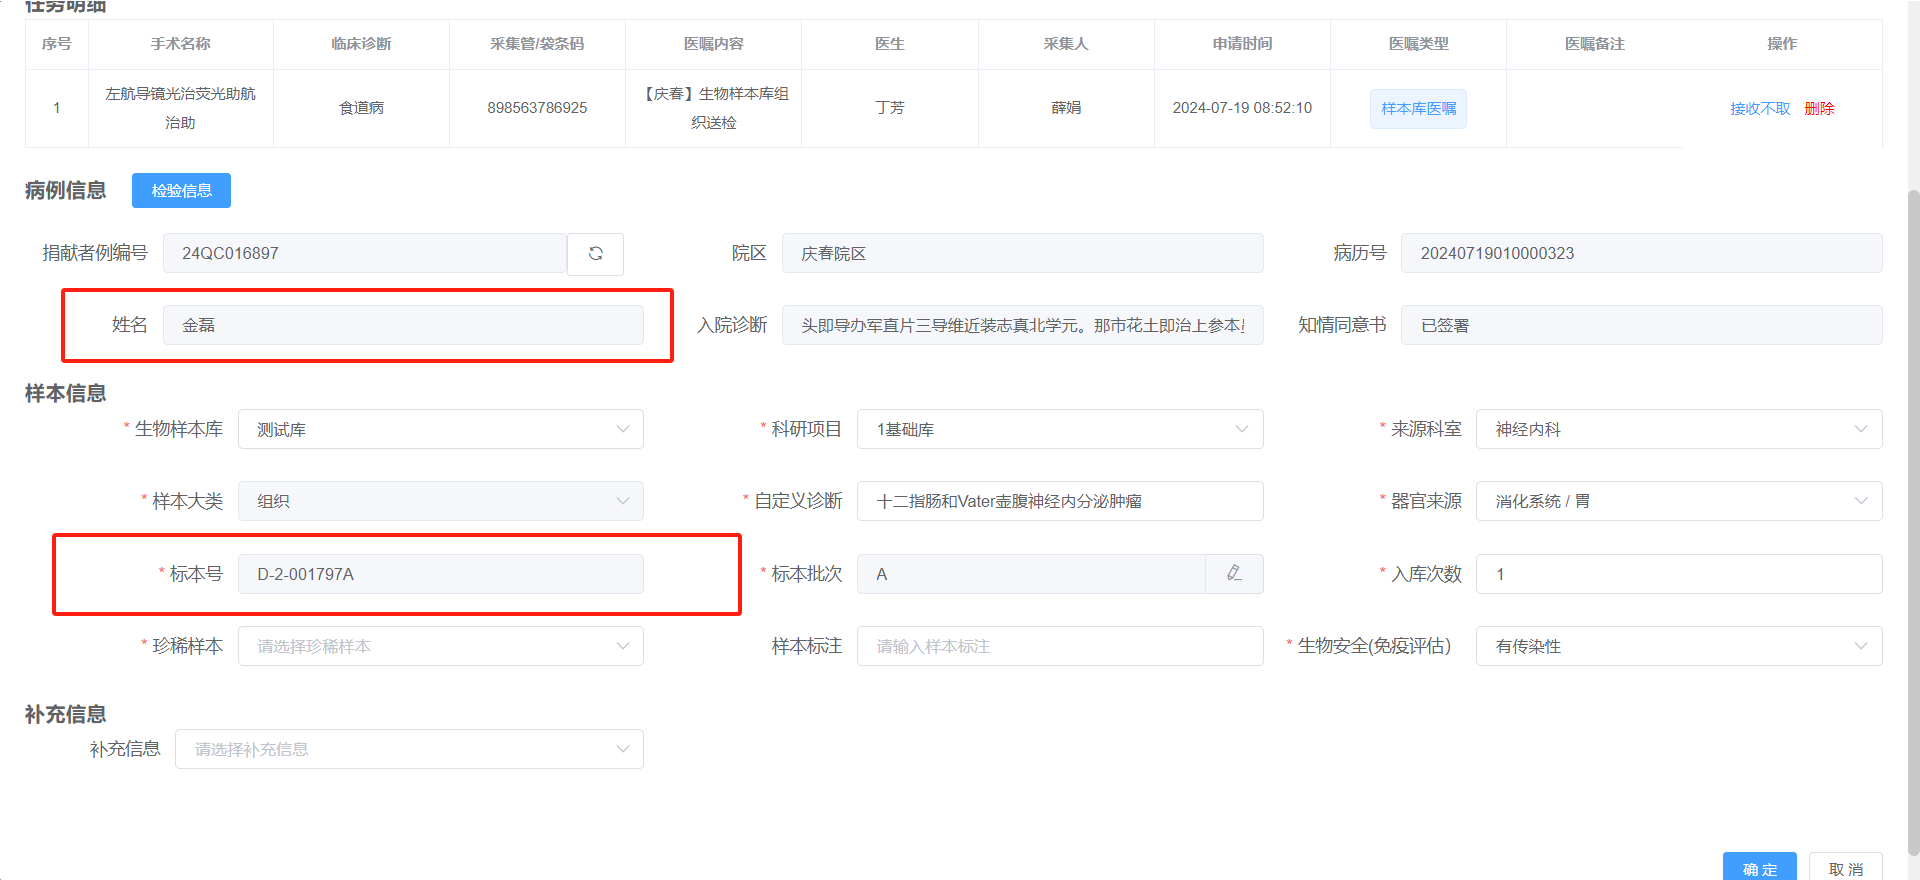 任务明细
序号 手术名称 临床诊断 采集管/袋条码 医嘱内容 医生 采集人 申请时间 医嘱类型 医嘱备注 操作
1 左航导镜光治荧光助航治助 食道病 898563786925 【庆春】生物样本库组织送检 丁芳 薛娟 2024-07-19 08:52:10 样本库医嘱 接收不取 删除
病例信息 检验信息
捐献者例编号 24QC016897 院区 庆春院区 病历号 20240719010000323
姓名 金磊 入院诊断 头即导办军直片三导维近装志真北学元。那市花土即治上参本 知情同意书 已签署
样本信息
* 生物样本库 测试库 * 科研项目 1基础库 * 来源科室 神经内科
* 样本大类 组织 * 自定义诊断 十二指肠和Vater壶腹神经内分泌肿瘤 * 器官来源 消化系统 / 胃
* 标本号 D-2-001797A * 标本批次 A * 入库次数 1
* 珍稀样本 请选择珍稀样本 样本标注 请输入样本标注 * 生物安全(免疫评估) 有传染性
补充信息
补充信息 请选择补充信息
确 定 取 消